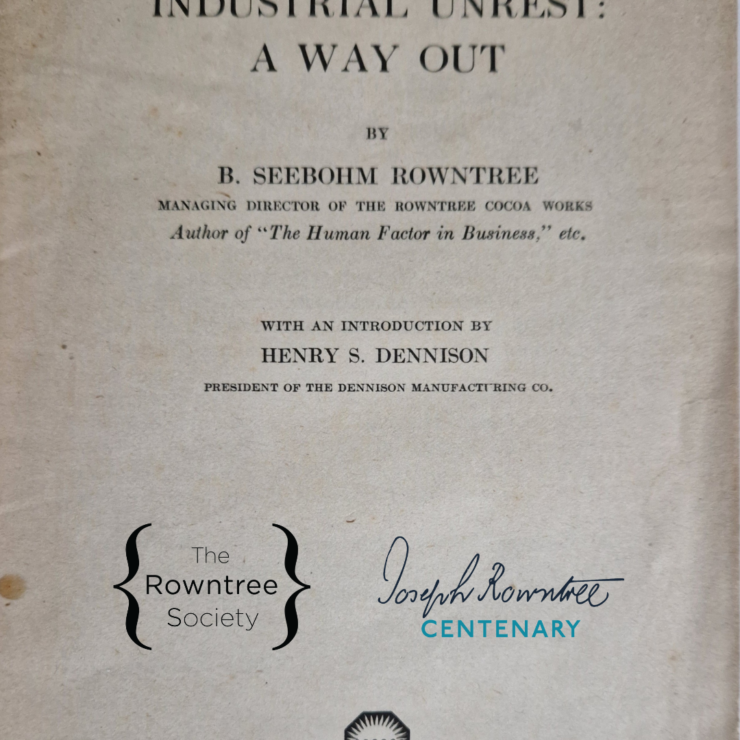 INDUSTRIAL UNREST:
A WAY OUT
BY
B. SEEBOHM ROWNTREE
MANAGING DIRECTOR OF THE ROWNTREE COCOA WORKS
Author of "The Human Factor in Business," etc.
WITH AN INTRODUCTION BY
HENRY S. DENNISON
PRESIDENT OF THE DENNISON MANUFACTURING CO.
The
Rowntree
Society
Joseph Rowntree
CENTENARY